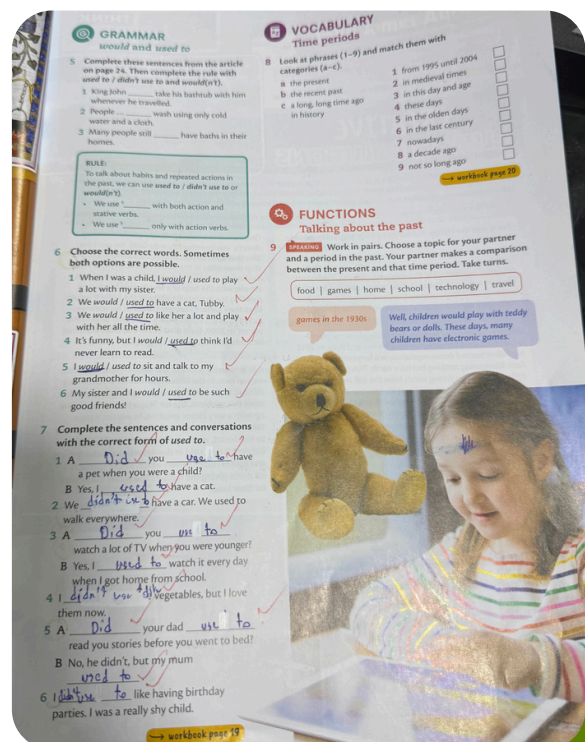 GRAMMAR
would and used to
5 Complete these sentences from the article
on page 24. Then complete the rule with
used to / didn't use to and would(n't).
1 King John ______ take his bathtub with him
whenever he travelled.
2 People ... ______ wash using only cold
water and a cloth.
3 Many people still ______ have baths in their
homes.
RULE:
To talk about habits and repeated actions in
the past, we can use used to / didn't use to or
would(n't).
• We use 1______ with both action and
stative verbs.
• We use 2______ only with action verbs.
6 Choose the correct words. Sometimes
both options are possible.
1 When I was a child, I would / used to play
a lot with my sister.
2 We would / used to have a cat, Tubby.
3 We would / used to like her a lot and play
with her all the time.
4 It's funny, but I would / used to think I'd
never learn to read.
5 I would / used to sit and talk to my
grandmother for hours.
6 My sister and I would / used to be such
good friends!
7 Complete the sentences and conversations
with the correct form of used to.
1 A Did you use to have
a pet when you were a child?
B Yes, I used to have a cat.
2 We didn't use to have a car. We used to
walk everywhere.
3 A Did you use to
watch a lot of TV when you were younger?
B Yes, I used to watch it every day
when I got home from school.
4 I didn't use to vegetables, but I love
them now.
5 A Did your dad use to
read you stories before you went to bed?
B No, he didn't, but my mum
used to
6 I didn't use to like having birthday
parties. I was a really shy child.
→ workbook page 19
VOCABULARY
Time periods
8 Look at phrases (1–9) and match them with
categories (a–c).
a the present
b the recent past
c a long, long time ago
in history
1 from 1995 until 2004
2 in medieval times
3 in this day and age
4 these days
5 in the olden days
6 in the last century
7 nowadays
8 a decade ago
9 not so long ago
→ workbook page 20
FUNCTIONS
Talking about the past
9 SPEAKING Work in pairs. Choose a topic for your partner
and a period in the past. Your partner makes a comparison
between the present and that time period. Take turns.
food | games | home | school | technology | travel
games in the 1930s
Well, children would play with teddy
bears or dolls. These days, many
children have electronic games.